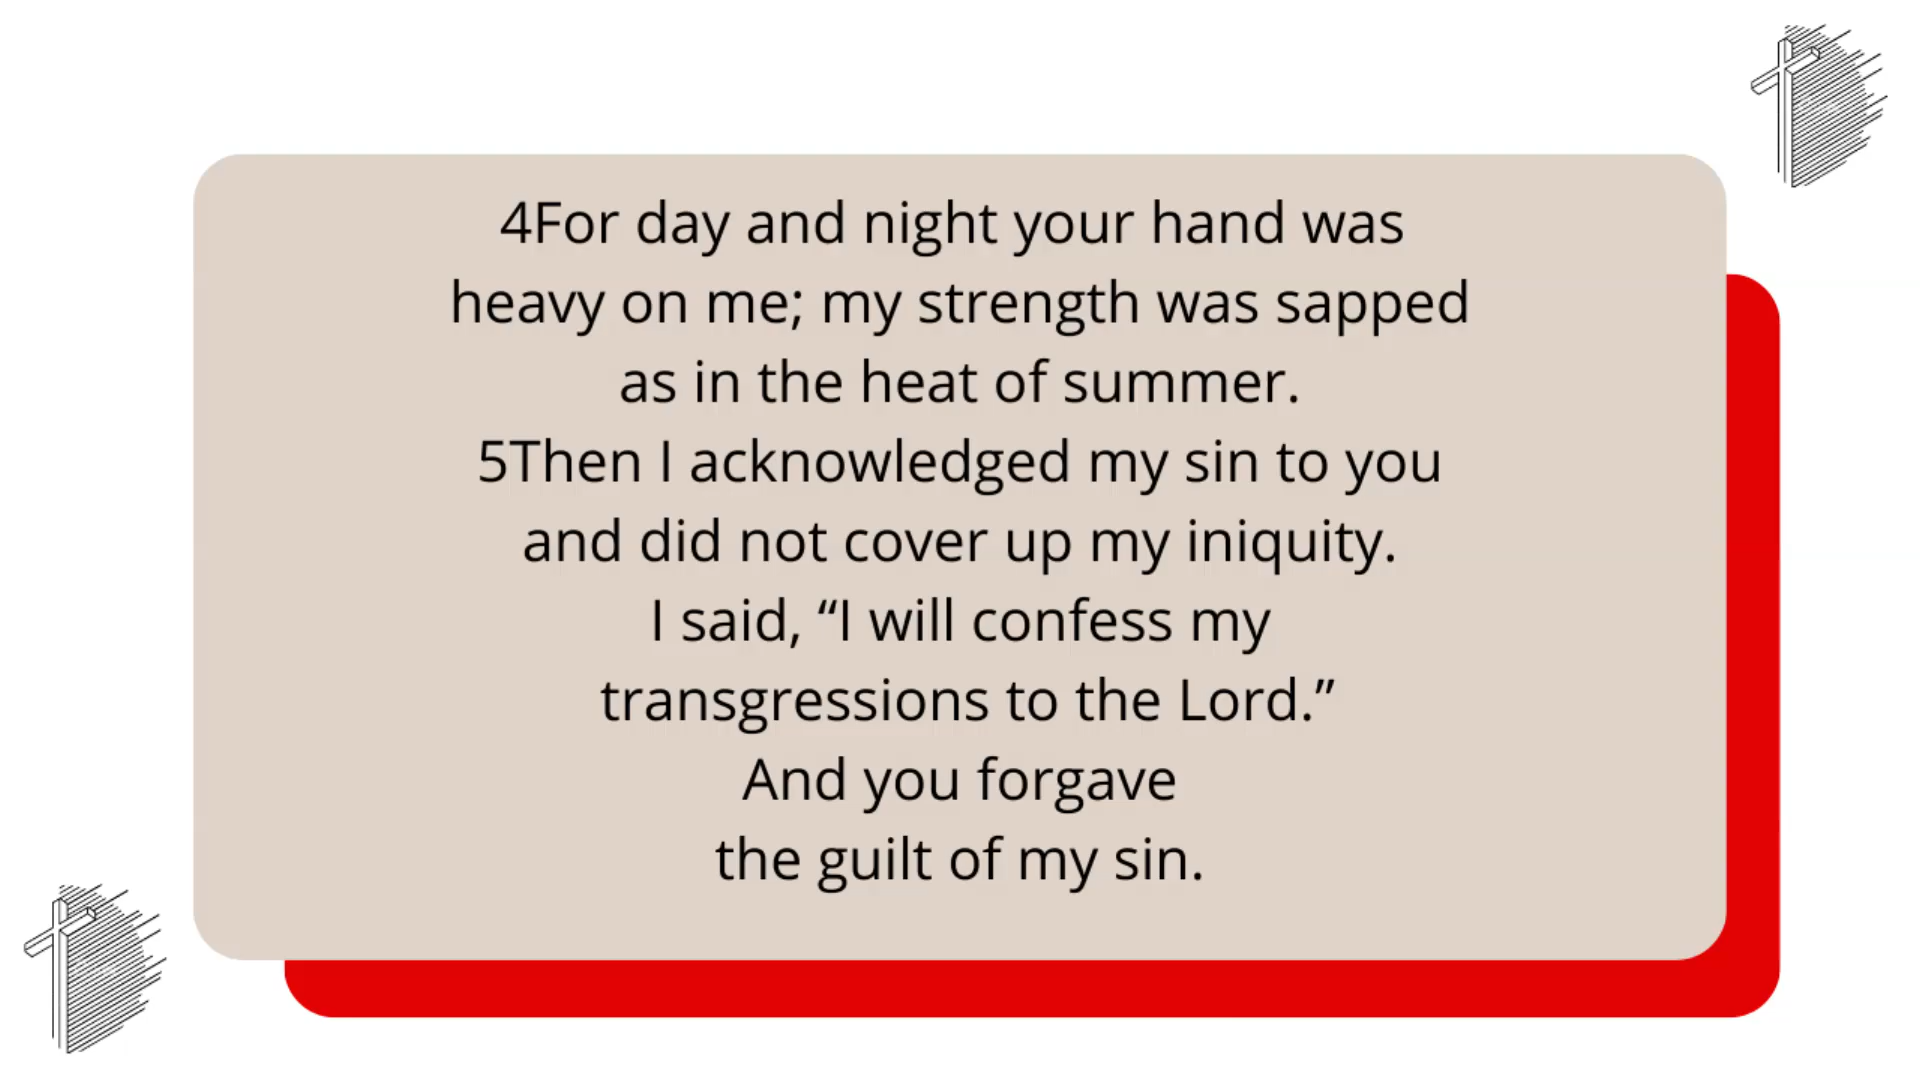 4For day and night your hand was
heavy on me; my strength was sapped
as in the heat of summer.
5Then I acknowledged my sin to you
and did not cover up my iniquity.
I said, “I will confess my
transgressions to the Lord.”
And you forgave
the guilt of my sin.